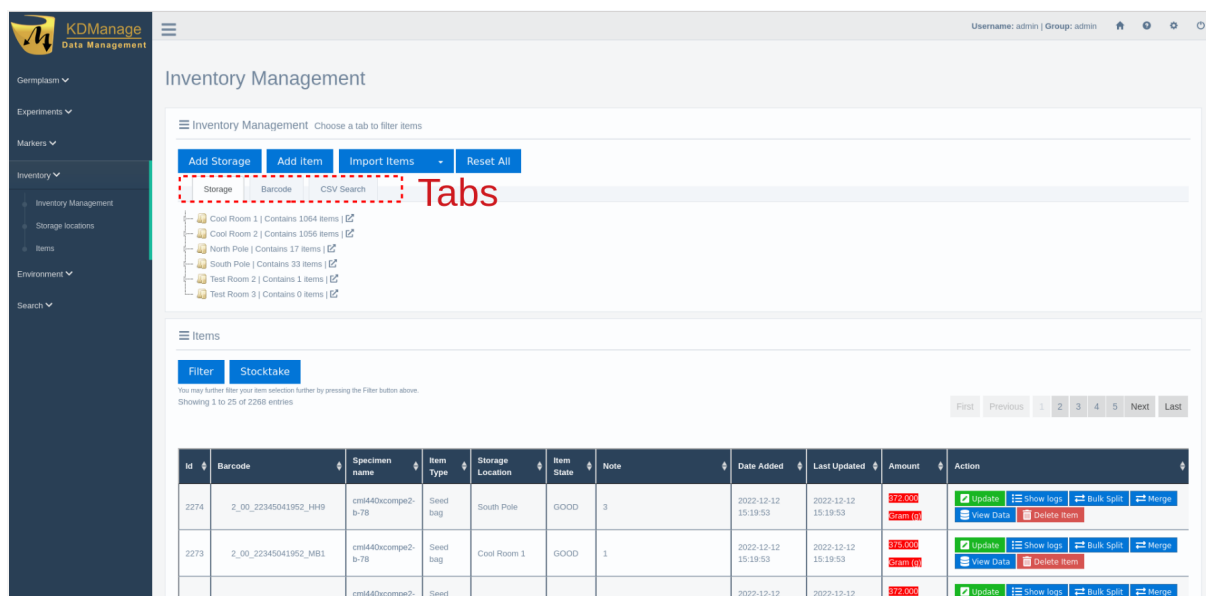 KDManage
Data Management
Username: admin | Group: admin
Germplasm
Experiments
Markers
Inventory
Inventory Management
Storage locations
Items
Environment
Search
Inventory Management
Inventory Management Choose a tab to filter items
Add Storage Add item Import Items Reset All
Storage Barcode CSV Search Tabs
Cool Room 1 | Contains 1064 items |
Cool Room 2 | Contains 1056 items |
North Pole | Contains 17 items |
South Pole | Contains 33 items |
Test Room 2 | Contains 1 items |
Test Room 3 | Contains 0 items |
Items
Filter Stocktake
You may further filter your item selection further by pressing the Filter button above.
Showing 1 to 25 of 2268 entries
First Previous 1 2 3 4 5 Next Last
Id Barcode Specimen name Item Type Storage Location Item State Note Date Added Last Updated Amount Action
2274 2_00_22345041952_HH9 cml440xcompe2-b-78 Seed bag South Pole GOOD 3 2022-12-12 15:19:53 2022-12-12 15:19:53 372.000 Gram (g) Update Show logs Bulk Split Merge
View Data Delete Item
2273 2_00_22345041952_MB1 cml440xcompe2-b-78 Seed bag Cool Room 1 GOOD 1 2022-12-12 15:19:53 2022-12-12 15:19:53 375.000 Gram (g) Update Show logs Bulk Split Merge
View Data Delete Item
cml440xcompe2- Seed 2022-12-12 2022-12-12 372.000 Update Show logs Bulk Split Merge